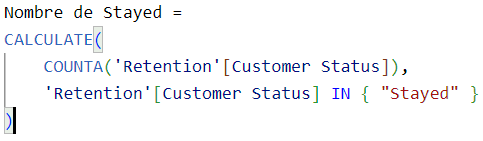 Nombre de Stayed =
CALCULATE(
    COUNTA('Retention'[Customer Status]),
    'Retention'[Customer Status] IN { "Stayed" }
)